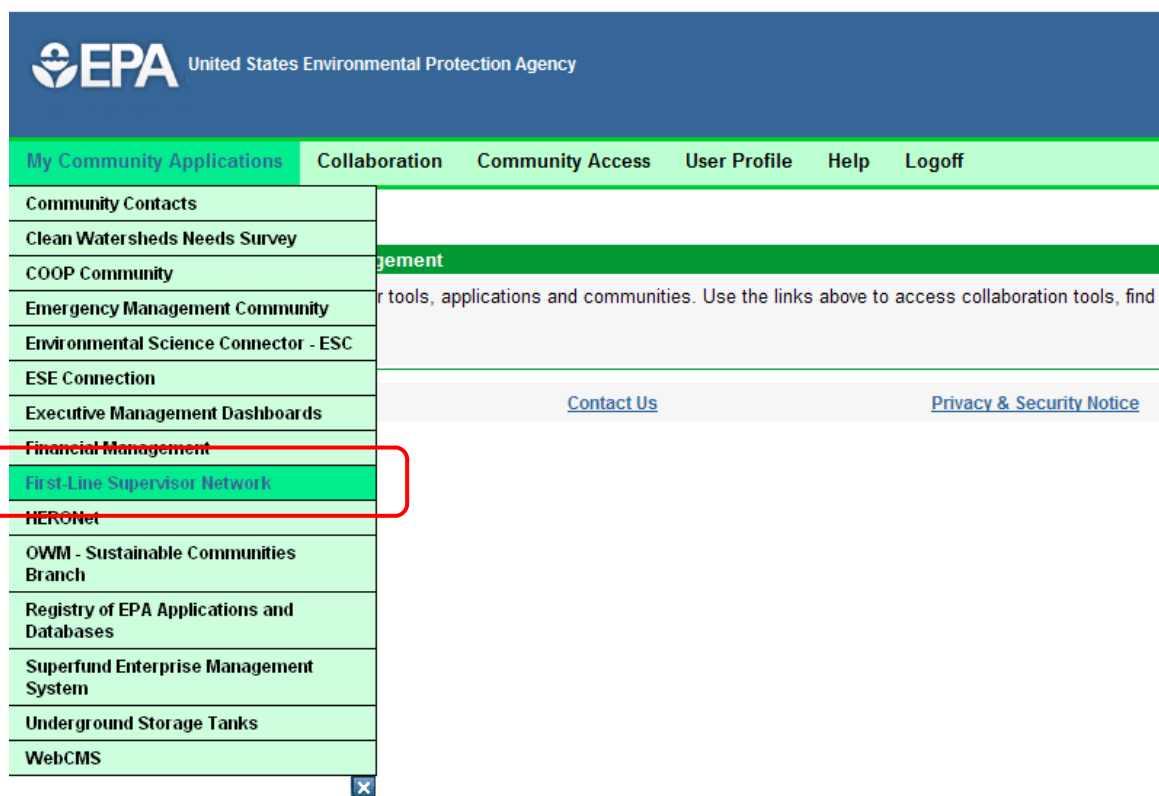 EPA United States Environmental Protection Agency
My Community Applications Collaboration Community Access User Profile Help Logoff
Community Contacts
Clean Watersheds Needs Survey
COOP Community
gement
Emergency Management Community
r tools, applications and communities. Use the links above to access collaboration tools, find
Environmental Science Connector - ESC
ESE Connection
Executive Management Dashboards
Contact Us Privacy & Security Notice
Financial Management
First-Line Supervisor Network
HERONet
OWM - Sustainable Communities
Branch
Registry of EPA Applications and
Databases
Superfund Enterprise Management
System
Underground Storage Tanks
WebCMS